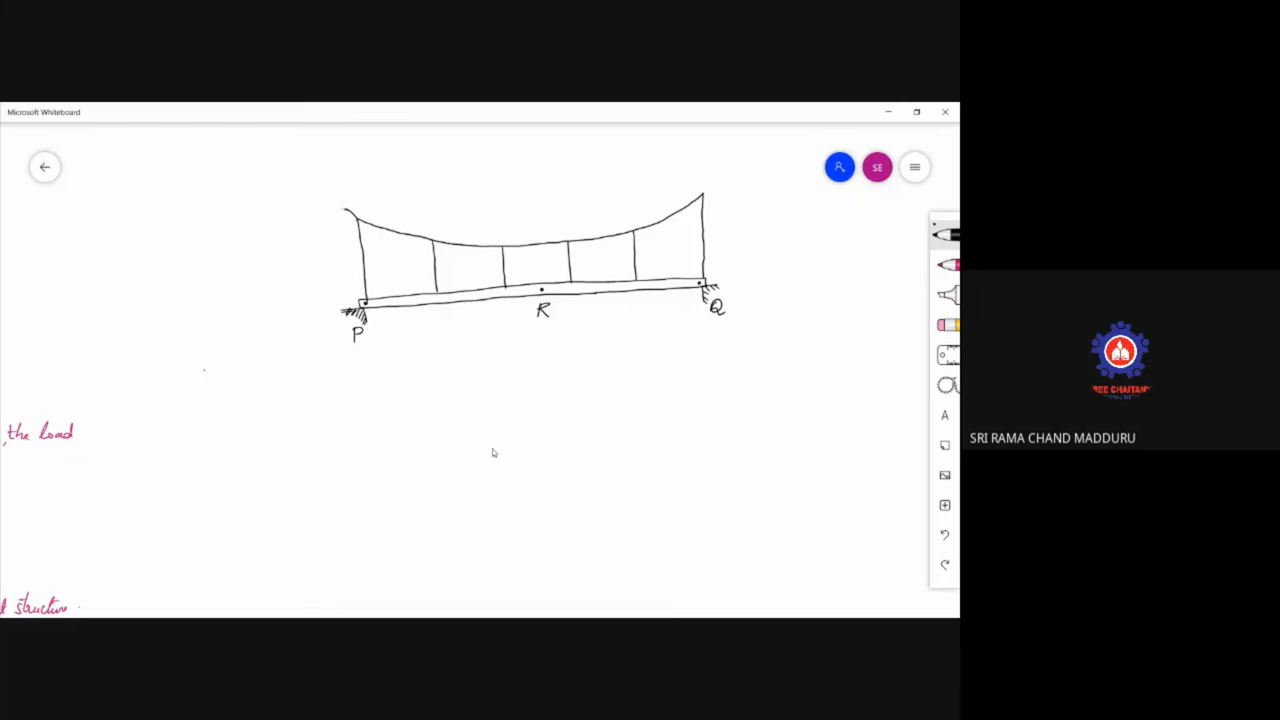 Microsoft Whiteboard
SE
R
Q
P
, the load
structure
A
SRI RAMA CHAND MADDURU